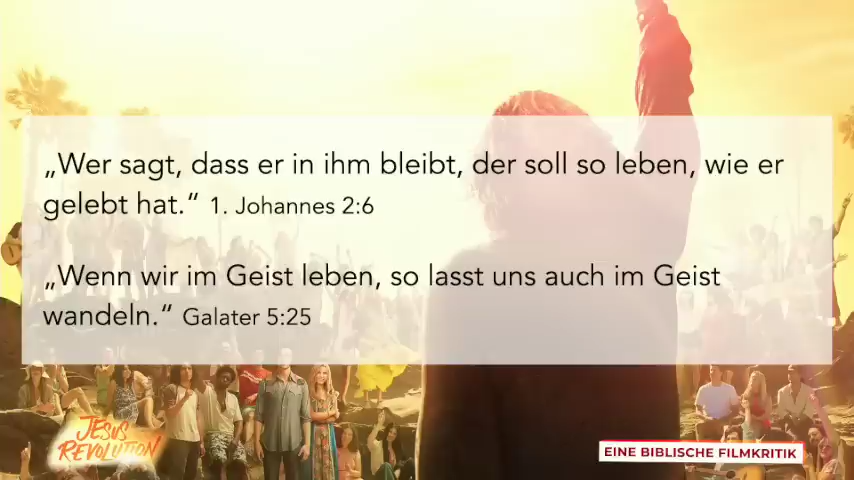 „Wer sagt, dass er in ihm bleibt, der soll so leben, wie er
gelebt hat.“ 1. Johannes 2:6
„Wenn wir im Geist leben, so lasst uns auch im Geist
wandeln.“ Galater 5:25
JESUS
REVOLUTION
EINE BIBLISCHE FILMKRITIK